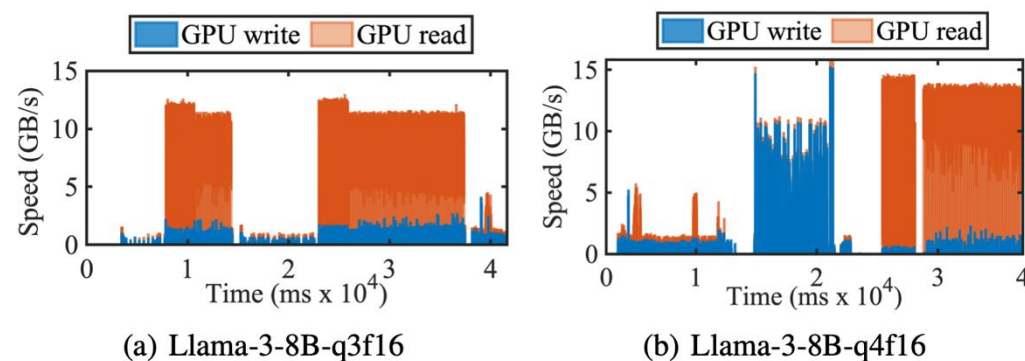 GPU write GPU read
15
10
5
0
Speed (GB/s)
0 1 2 3 4
Time (ms x 10⁴)
(a) Llama-3-8B-q3f16
GPU write GPU read
15
10
5
0
Speed (GB/s)
0 1 2 3 4
Time (ms x 10⁴)
(b) Llama-3-8B-q4f16